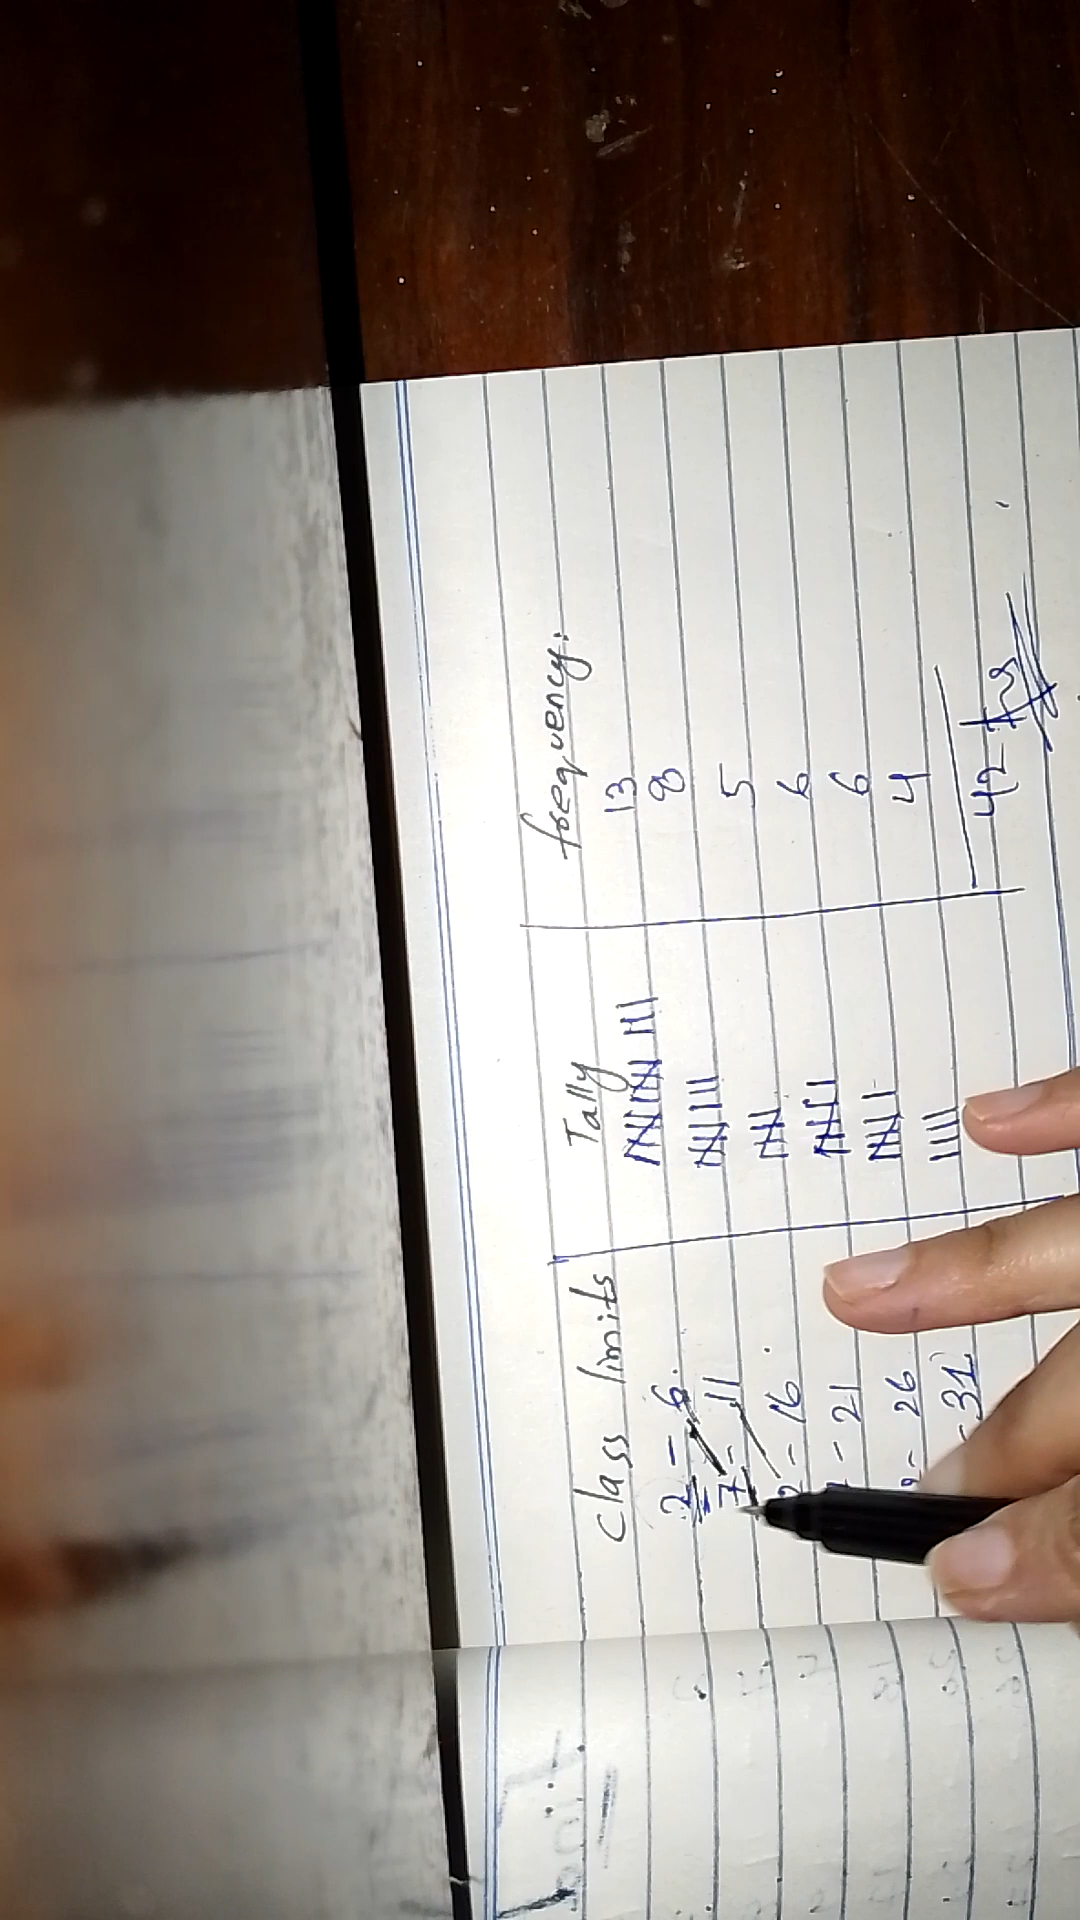 Class limits Tally frequency.
2 - 6 13
7 - 11 8
- 16 5
- 21 6
- 26 6
- 31 4
42